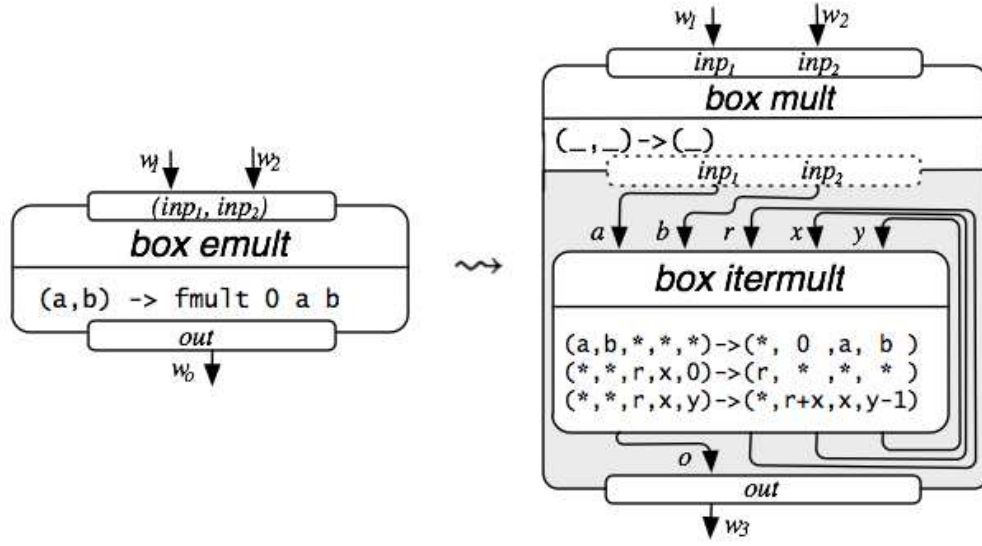 w1 w2
(inp1, inp2)
box emult
(a,b) -> fmult 0 a b
out
wo
⤳
w1 w2
inp1 inp2
box mult
(_,_)->(_)
inp1 inp2
a b r x y
box itermult
(a,b,*,*,*)->(*, 0 ,a, b )
(*,*,r,x,0)->(r, * ,*, * )
(*,*,r,x,y)->(*,r+x,x,y-1)
o
out
w3